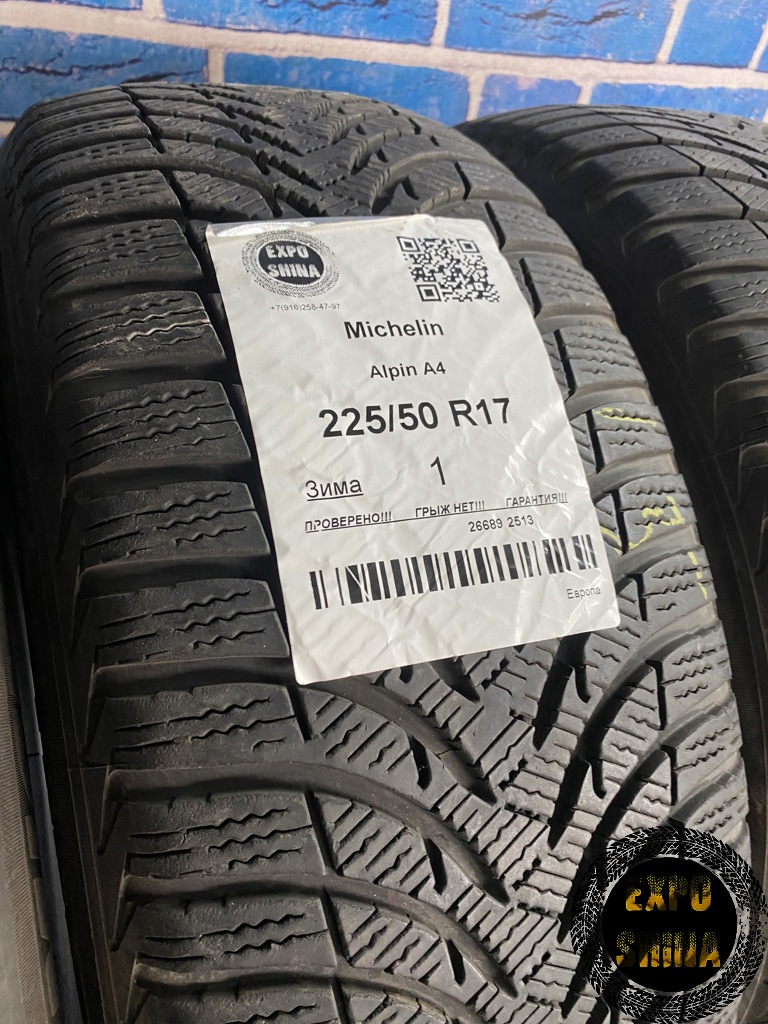 EXPO
SHINA
+7(916)258-47-97
Michelin
Alpin A4
225/50 R17
Зима 1
ПРОВЕРЕНО!!! ГРЫЖ НЕТ!!! ГАРАНТИЯ!!!
26689 2513
Европа
EXPO
SHINA